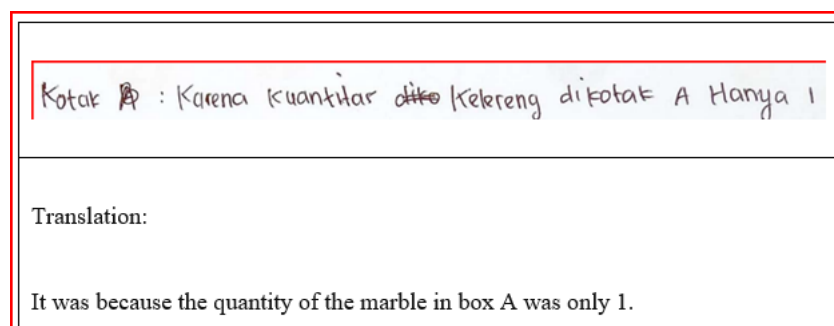 Kotak A : Karena Kuantitar diko Kelereng dikotak A Hanya 1
Translation:
It was because the quantity of the marble in box A was only 1.